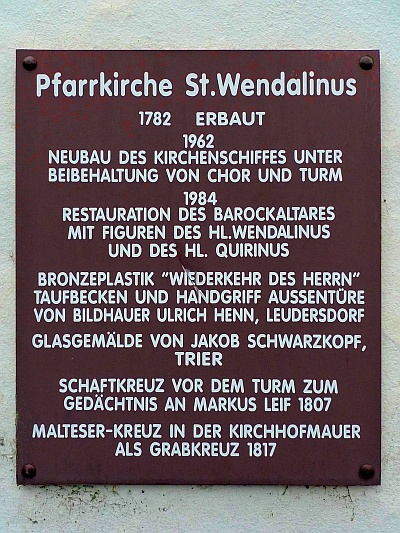 Pfarrkirche St.Wendalinus
1782 ERBAUT
1962
NEUBAU DES KIRCHENSCHIFFES UNTER
BEIBEHALTUNG VON CHOR UND TURM
1984
RESTAURATION DES BAROCKALTARES
MIT FIGUREN DES HL.WENDALINUS
UND DES HL. QUIRINUS
BRONZEPLASTIK "WIEDERKEHR DES HERRN"
TAUFBECKEN UND HANDGRIFF AUSSENTÜRE
VON BILDHAUER ULRICH HENN, LEUDERSDORF
GLASGEMÄLDE VON JAKOB SCHWARZKOPF,
TRIER
SCHAFTKREUZ VOR DEM TURM ZUM
GEDÄCHTNIS AN MARKUS LEIF 1807
MALTESER-KREUZ IN DER KIRCHHOFMAUER
ALS GRABKREUZ 1817